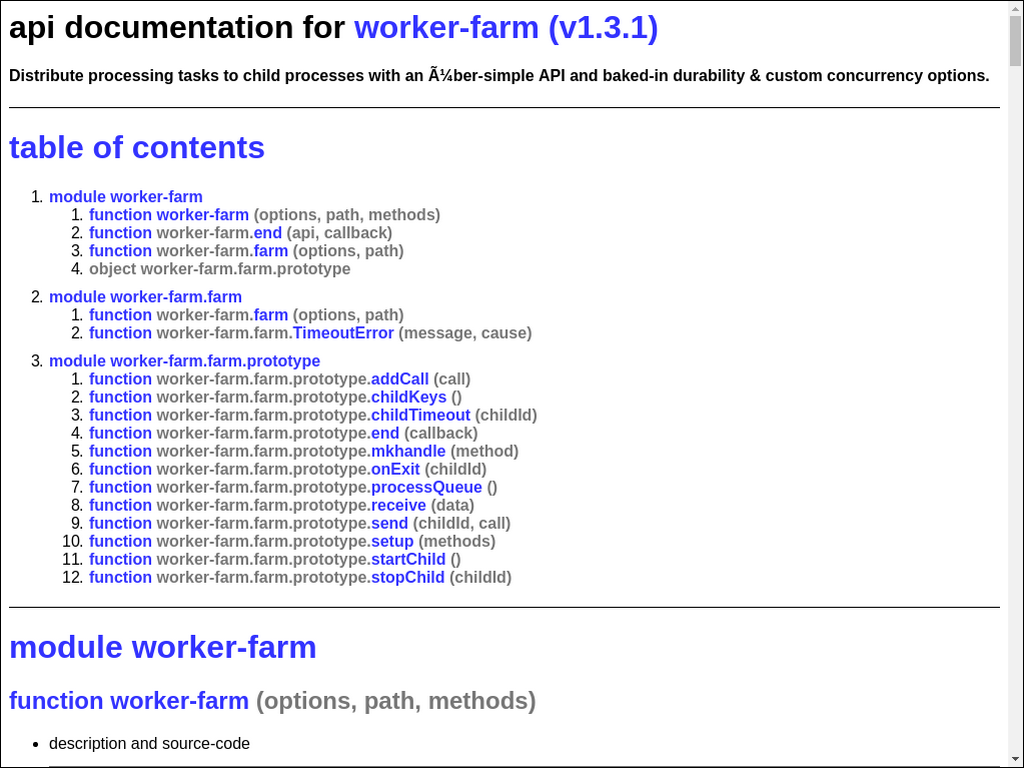 api documentation for worker-farm (v1.3.1)
Distribute processing tasks to child processes with an Ã¼ber-simple API and baked-in durability & custom concurrency options.
table of contents
1. module worker-farm
1. function worker-farm (options, path, methods)
2. function worker-farm.end (api, callback)
3. function worker-farm.farm (options, path)
4. object worker-farm.farm.prototype
2. module worker-farm.farm
1. function worker-farm.farm (options, path)
2. function worker-farm.farm.TimeoutError (message, cause)
3. module worker-farm.farm.prototype
1. function worker-farm.farm.prototype.addCall (call)
2. function worker-farm.farm.prototype.childKeys ()
3. function worker-farm.farm.prototype.childTimeout (childId)
4. function worker-farm.farm.prototype.end (callback)
5. function worker-farm.farm.prototype.mkhandle (method)
6. function worker-farm.farm.prototype.onExit (childId)
7. function worker-farm.farm.prototype.processQueue ()
8. function worker-farm.farm.prototype.receive (data)
9. function worker-farm.farm.prototype.send (childId, call)
10. function worker-farm.farm.prototype.setup (methods)
11. function worker-farm.farm.prototype.startChild ()
12. function worker-farm.farm.prototype.stopChild (childId)
module worker-farm
function worker-farm (options, path, methods)
• description and source-code